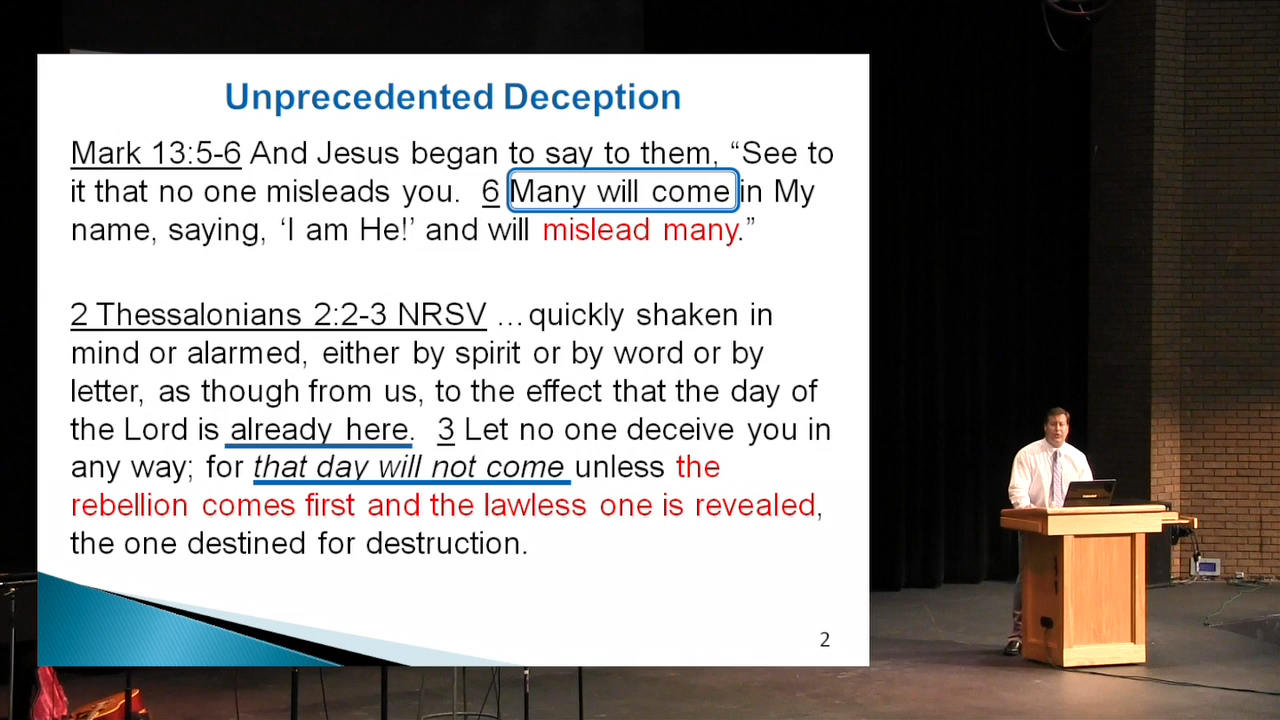 Unprecedented Deception
Mark 13:5-6 And Jesus began to say to them, “See to
it that no one misleads you. 6 Many will come in My
name, saying, ‘I am He!’ and will mislead many.”
2 Thessalonians 2:2-3 NRSV …quickly shaken in
mind or alarmed, either by spirit or by word or by
letter, as though from us, to the effect that the day of
the Lord is already here. 3 Let no one deceive you in
any way; for that day will not come unless the
rebellion comes first and the lawless one is revealed,
the one destined for destruction.
2